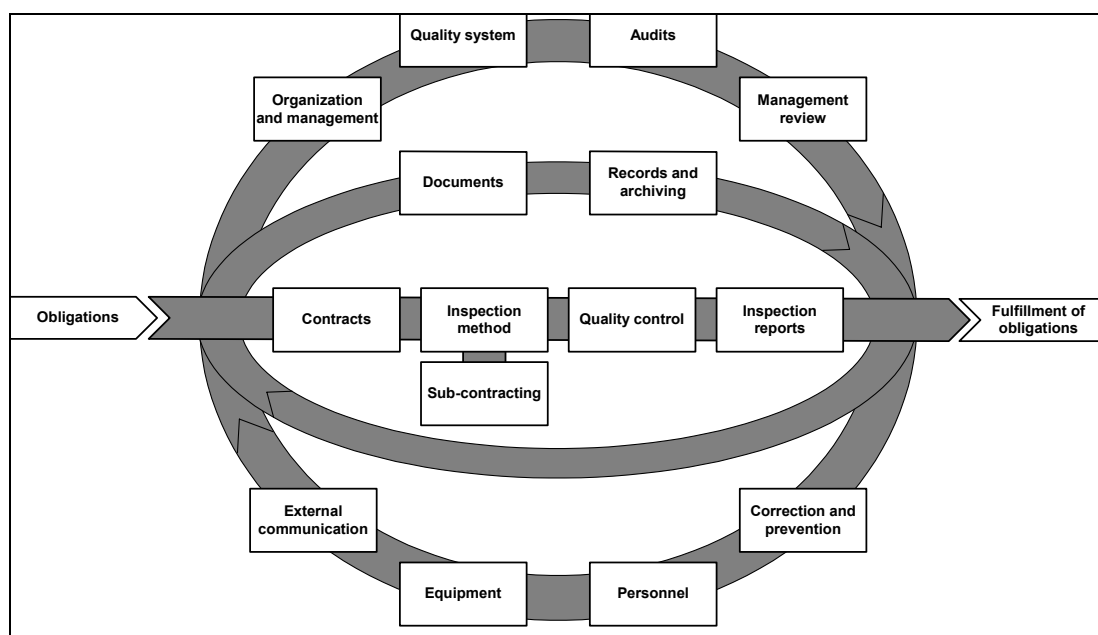 Quality system
Audits
Organization
and management
Management
review
Documents
Records and
archiving
Obligations
Contracts
Inspection
method
Quality control
Inspection
reports
Fulfillment of
obligations
Sub-contracting
External
communication
Correction and
prevention
Equipment
Personnel